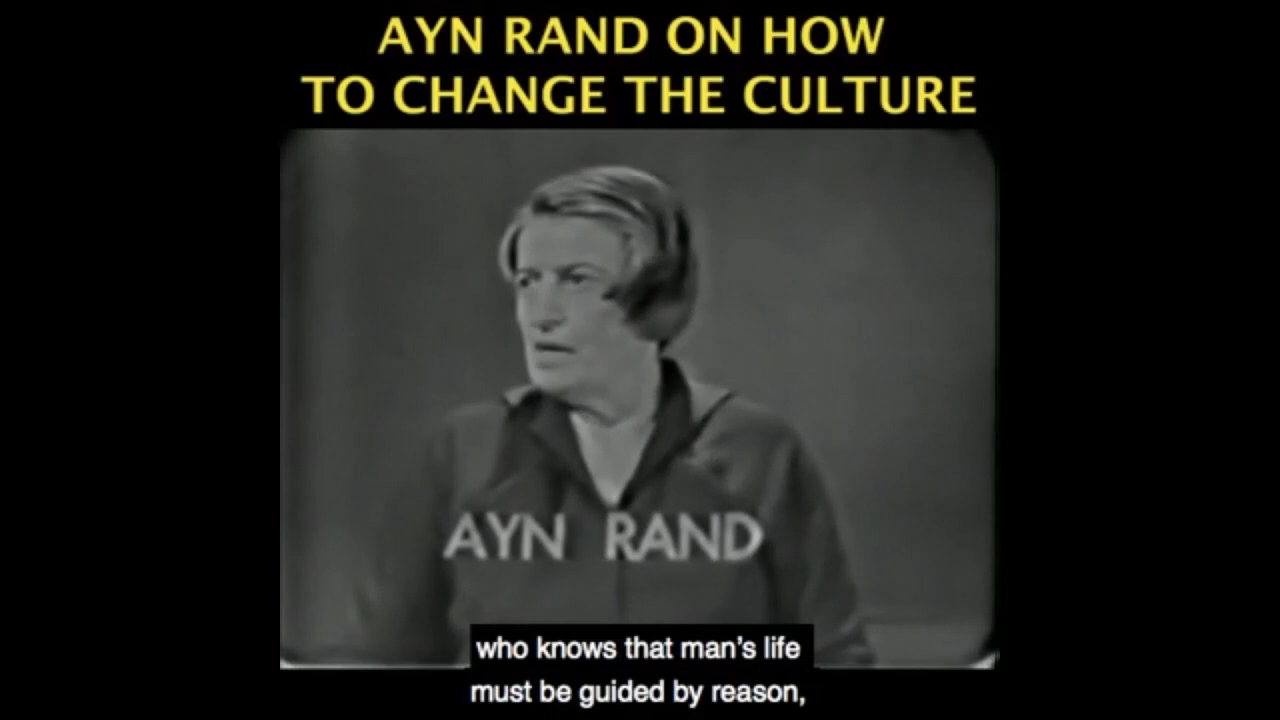 AYN RAND ON HOW
TO CHANGE THE CULTURE
AYN RAND
who knows that man's life
must be guided by reason,